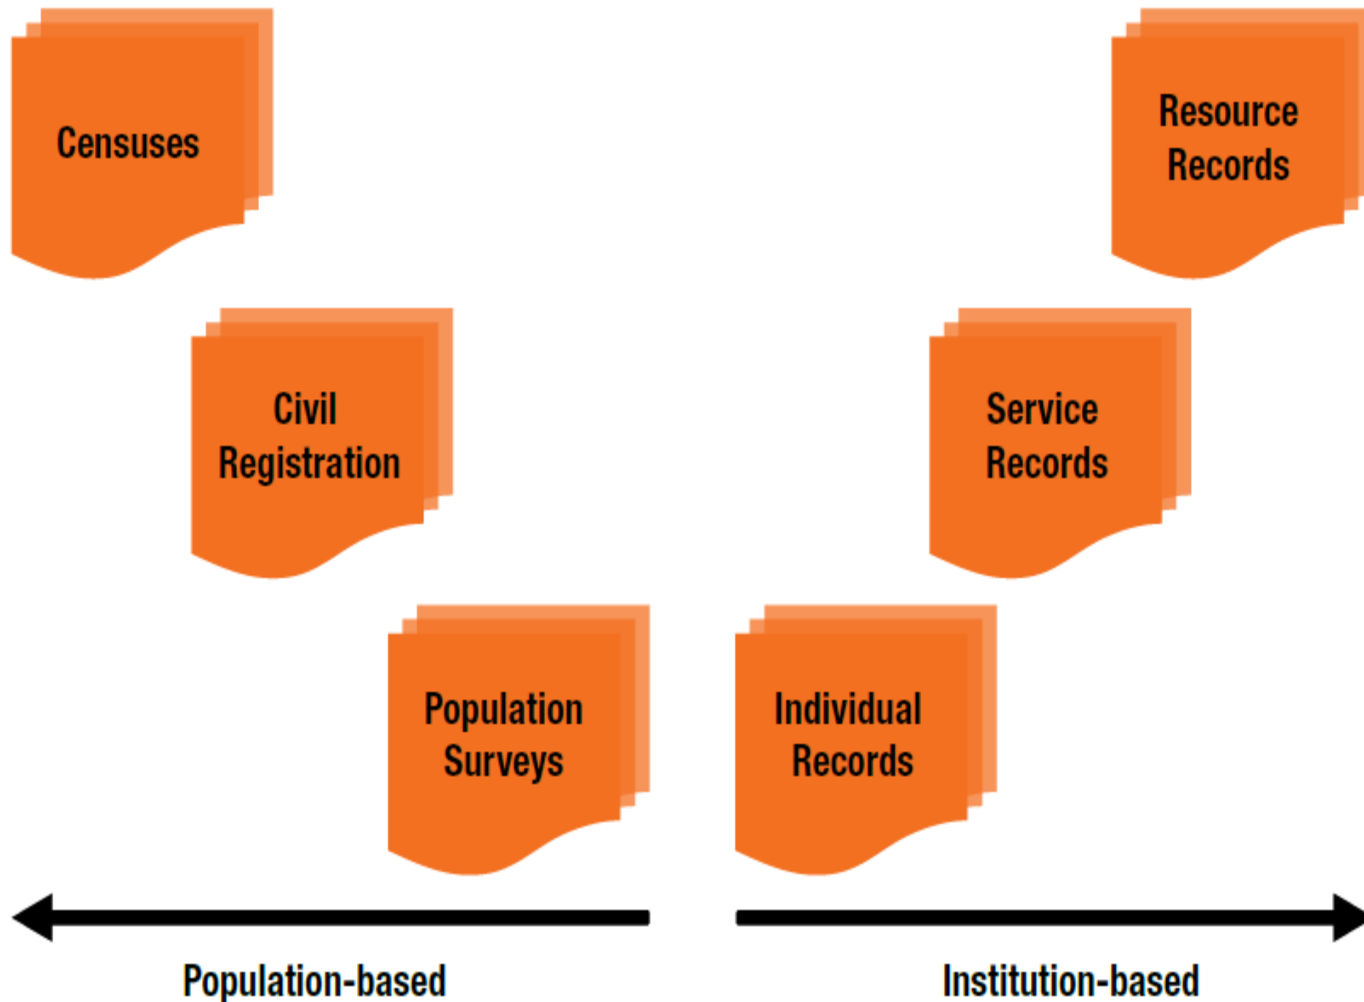 Censuses
Resource
Records
Civil
Registration
Service
Records
Population
Surveys
Individual
Records
Population-based
Institution-based